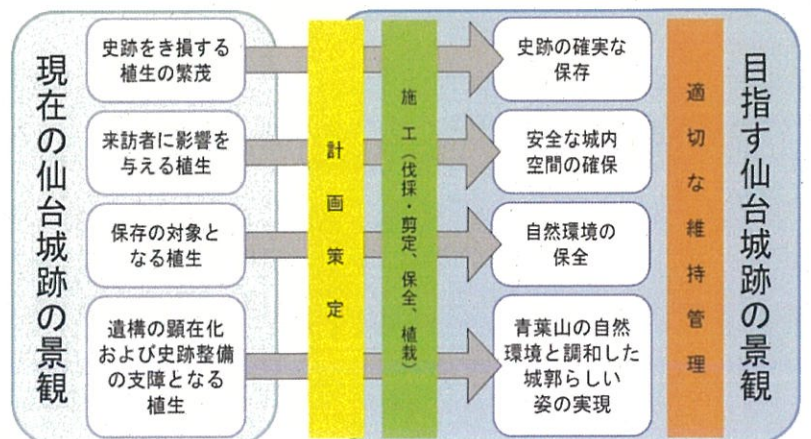 現在の仙台城跡の景観
史跡をき損する
植生の繁茂
来訪者に影響を
与える植生
保存の対象と
なる植生
遺構の顕在化
および史跡整備
の支障となる
植生
計画策定
施工（伐採・剪定、保全、植栽）
史跡の確実な
保存
安全な城内
空間の確保
自然環境の
保全
青葉山の自然
環境と調和した
城郭らしい
姿の実現
適切な維持管理
目指す仙台城跡の景観